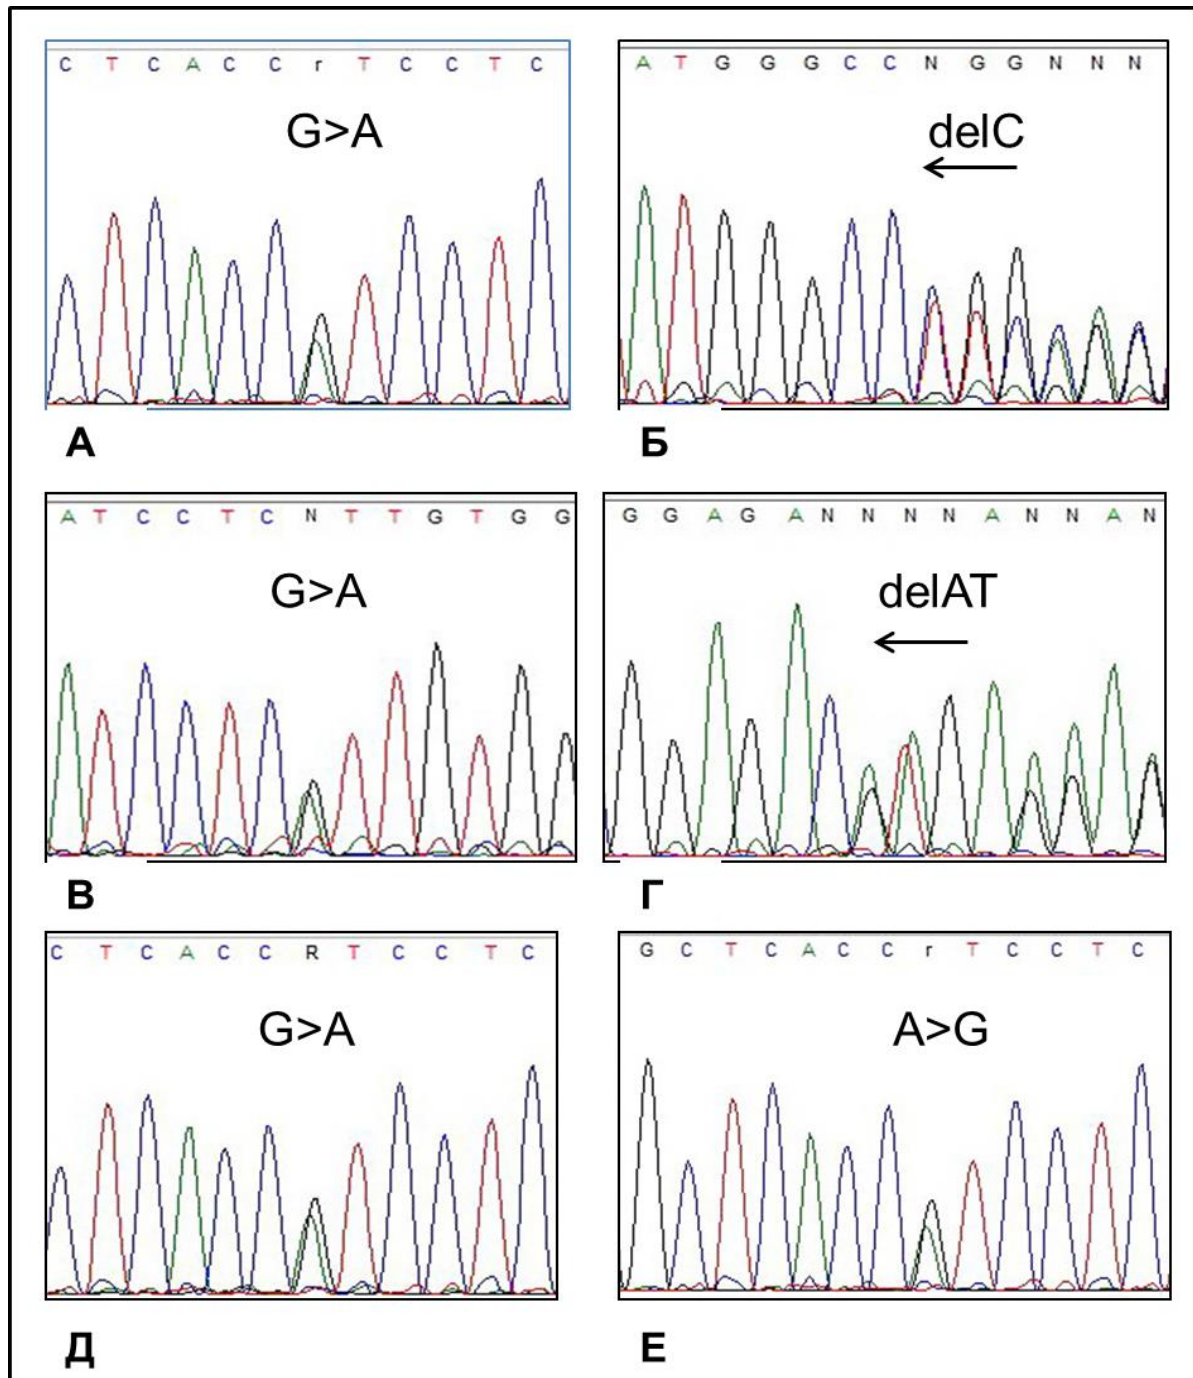 C T C A C C r T C C T C
G>A
А
A T G G G C C N G G N N N
delC
Б
A T C C T C N T T G T G G
G>A
В
G G A G A N N N N A N N A N
delAT
Г
C T C A C C R T C C T C
G>A
Д
G C T C A C C r T C C T C
A>G
Е